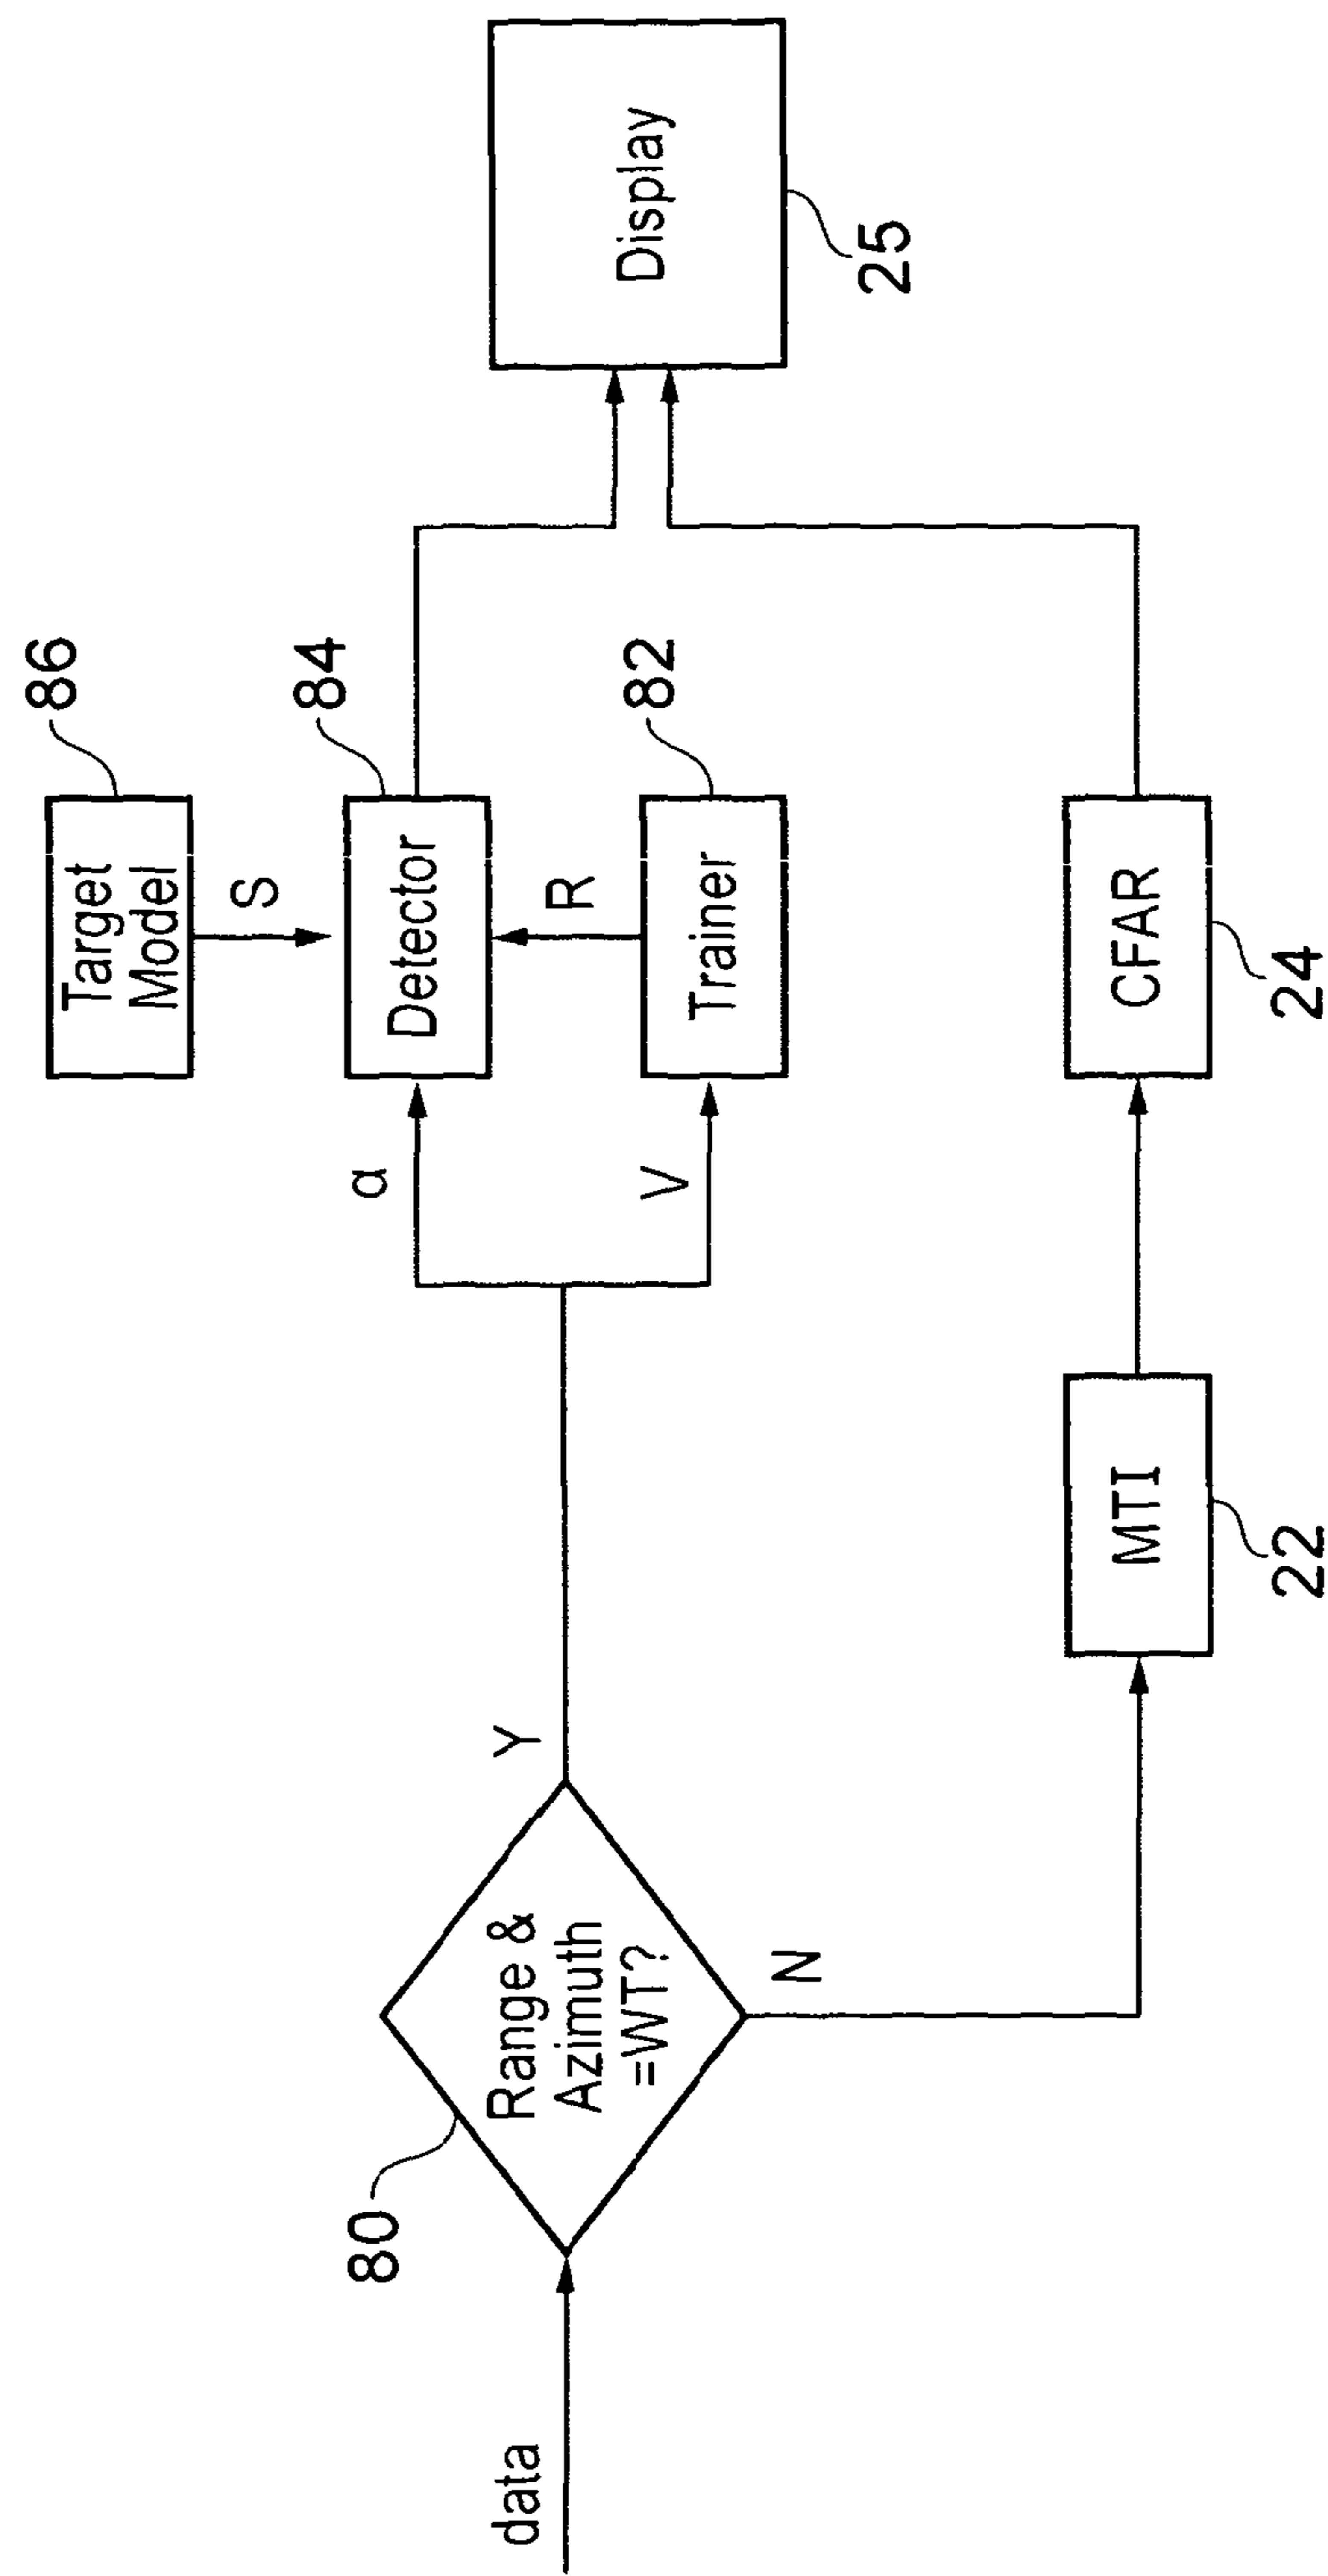 data
80
Range &
Azimuth
=WT?
Y
N
α
V
Target
Model
86
S
Detector
84
R
Trainer
82
MTI
22
CFAR
24
Display
25